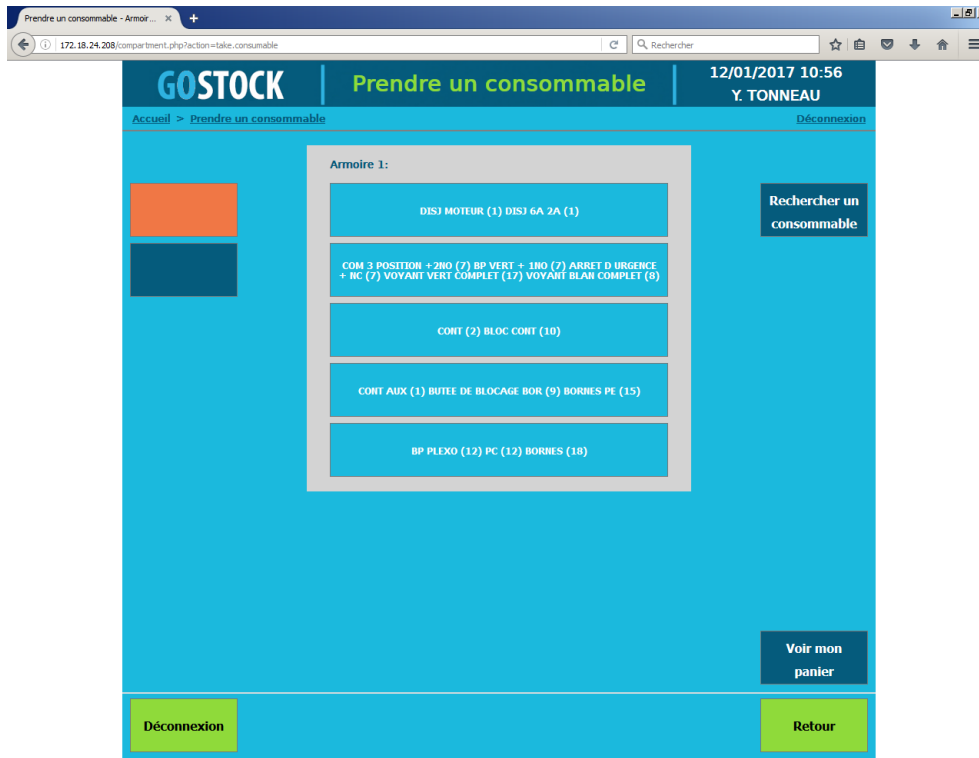 Prendre un consommable - Armoir...
172.18.24.208/compartment.php?action=take.consumable
Rechercher
GOSTOCK
Prendre un consommable
12/01/2017 10:56
Y. TONNEAU
Accueil > Prendre un consommable
Déconnexion
Armoire 1:
DISJ MOTEUR (1) DISJ 6A 2A (1)
Rechercher un
consommable
COM 3 POSITION +2NO (7) BP VERT + 1NO (7) ARRET D URGENCE
+ NC (7) VOYANT VERT COMPLET (17) VOYANT BLAN COMPLET (8)
CONT (2) BLOC CONT (10)
CONT AUX (1) BUTEE DE BLOCAGE BOR (9) BORNES PE (15)
BP PLEXO (12) PC (12) BORNES (18)
Voir mon
panier
Déconnexion
Retour